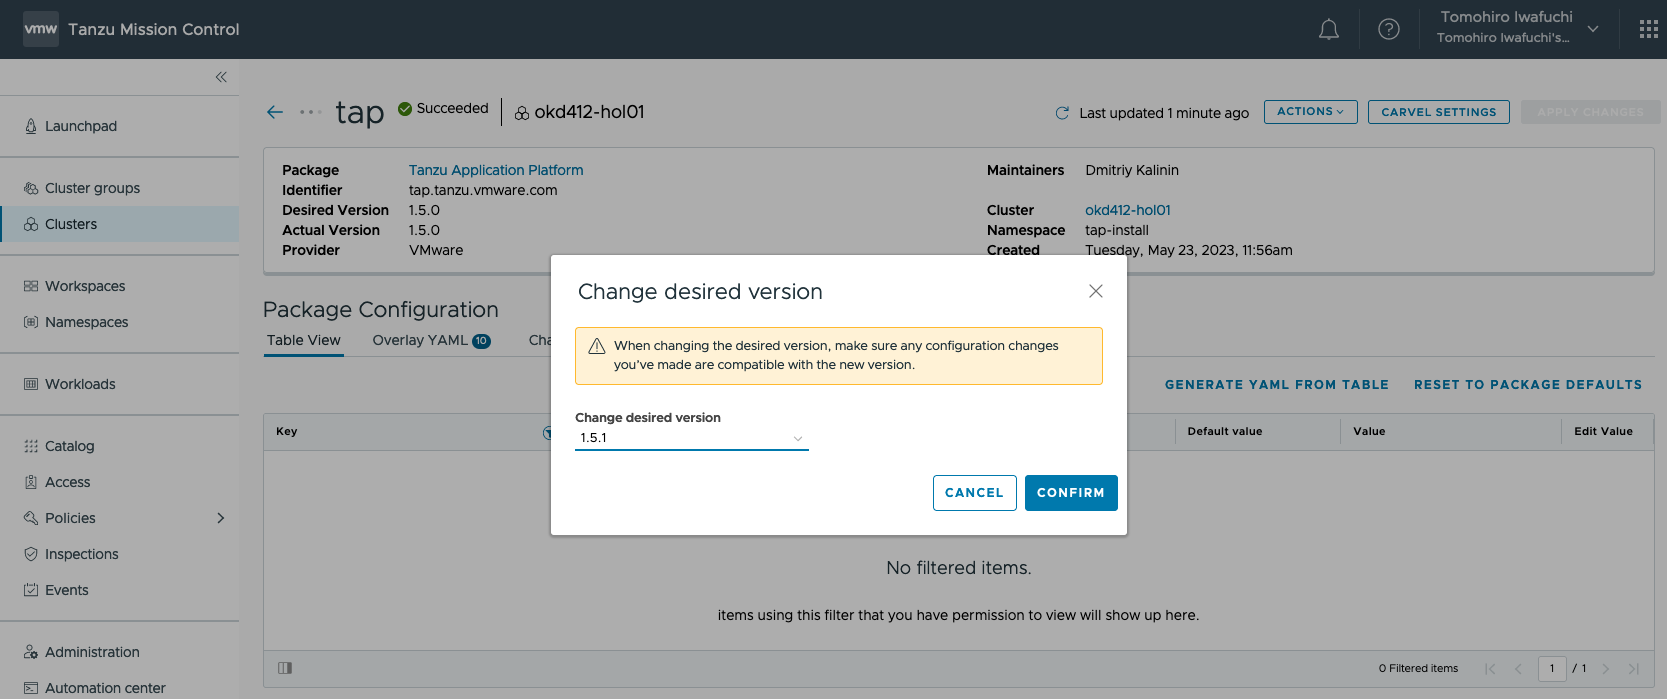 vmw Tanzu Mission Control
Tomohiro Iwafuchi
Tomohiro Iwafuchi's...
Launchpad
Cluster groups
Clusters
Workspaces
Namespaces
Workloads
Catalog
Access
Policies
Inspections
Events
Administration
Automation center
tap Succeeded okd412-hol01
Last updated 1 minute ago ACTIONS CARVEL SETTINGS APPLY CHANGES
Package Tanzu Application Platform
Identifier tap.tanzu.vmware.com
Desired Version 1.5.0
Actual Version 1.5.0
Provider VMware
Maintainers Dmitriy Kalinin
Cluster okd412-hol01
Namespace tap-install
Created Tuesday, May 23, 2023, 11:56am
Package Configuration
Table View Overlay YAML 10
GENERATE YAML FROM TABLE RESET TO PACKAGE DEFAULTS
Key Default value Value Edit Value
Change desired version
When changing the desired version, make sure any configuration changes
you've made are compatible with the new version.
Change desired version
1.5.1
CANCEL CONFIRM
No filtered items.
items using this filter that you have permission to view will show up here.
0 Filtered items 1 / 1